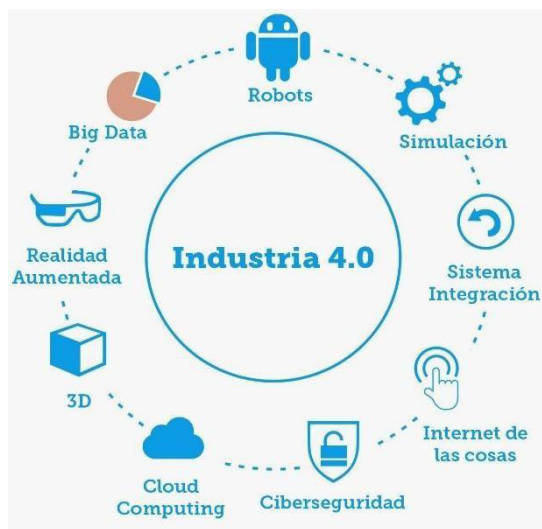 Robots
Simulación
Sistema
Integración
Internet de
las cosas
Ciberseguridad
Cloud
Computing
3D
Realidad
Aumentada
Big Data
Industria 4.0